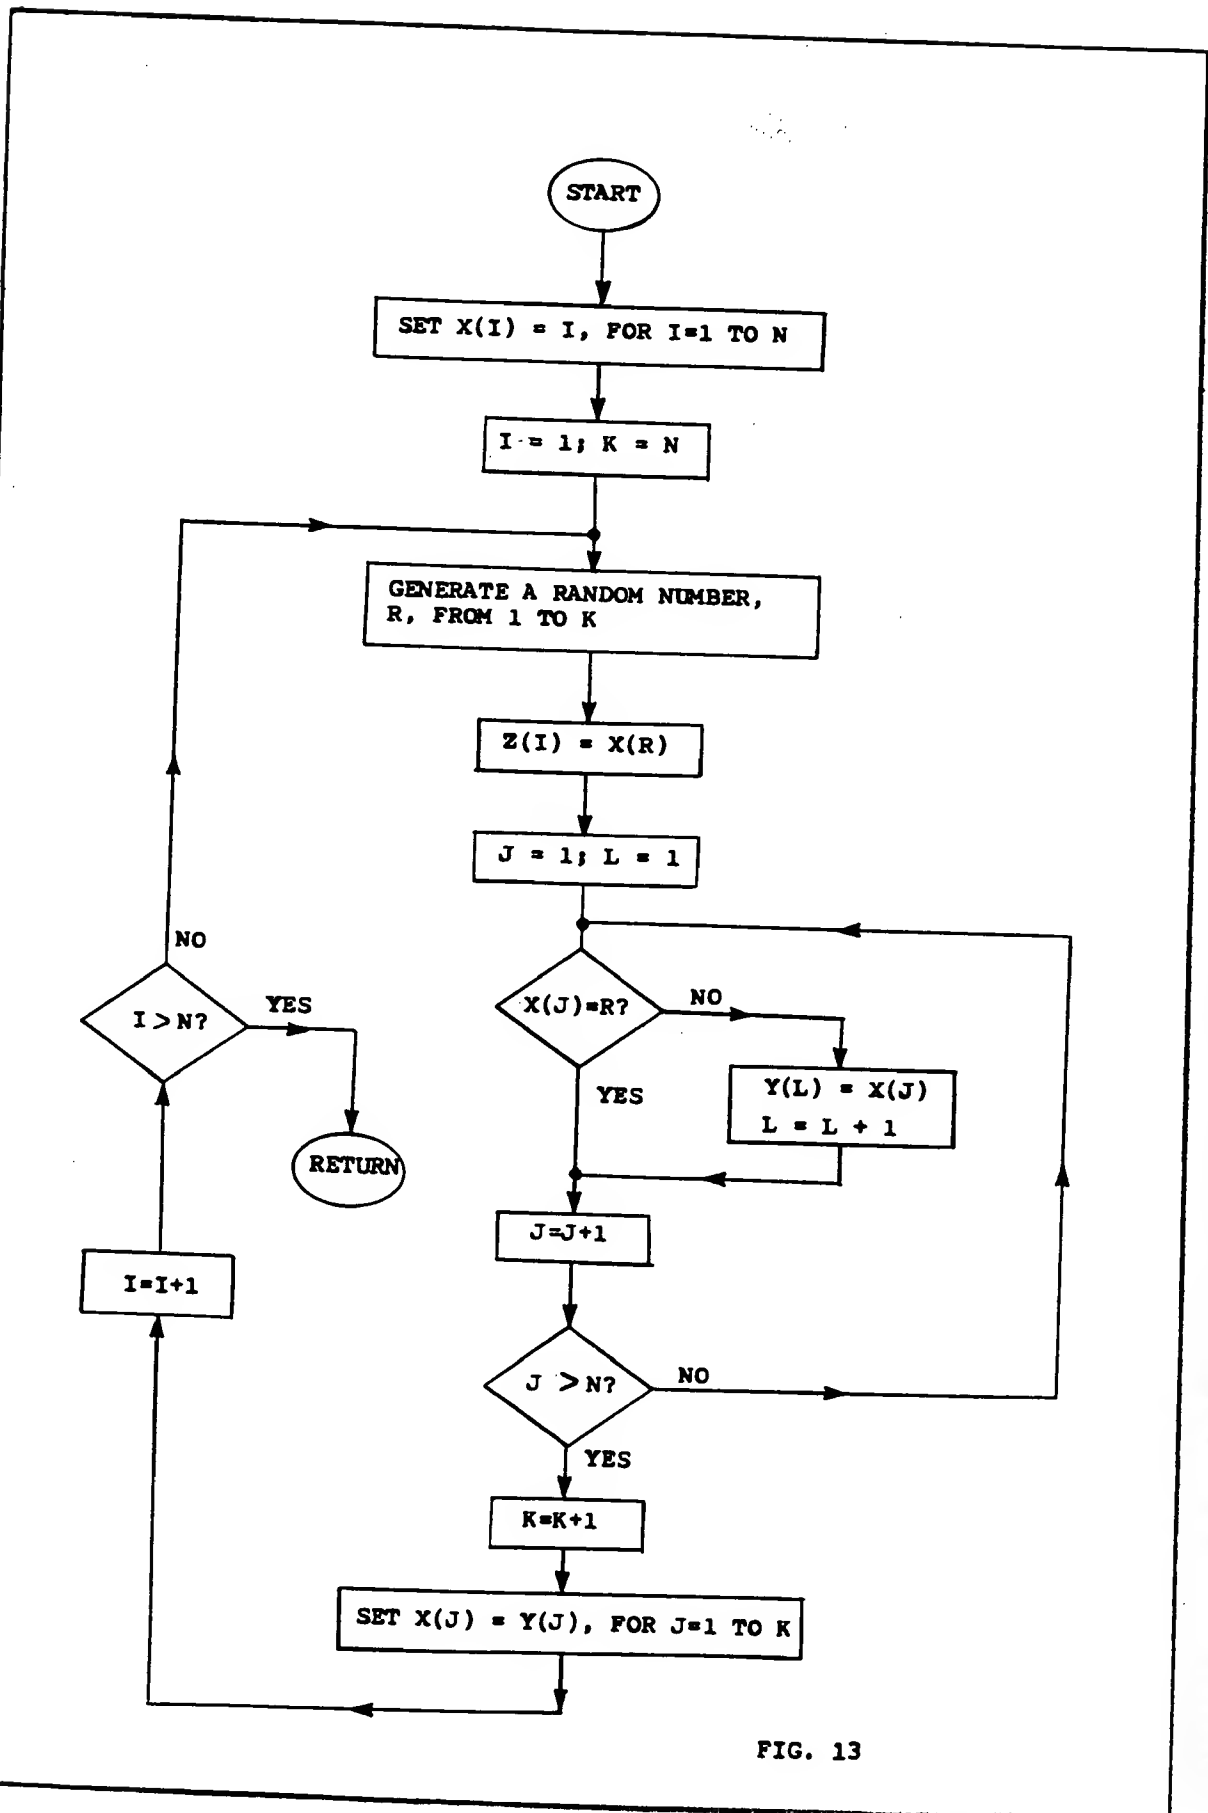 START
SET X(I) = I, FOR I=1 TO N
I = 1; K = N
GENERATE A RANDOM NUMBER,
R, FROM 1 TO K
Z(I) = X(R)
J = 1; L = 1
X(J)=R?
NO
YES
Y(L) = X(J)
L = L + 1
J=J+1
J > N?
NO
YES
K=K+1
SET X(J) = Y(J), FOR J=1 TO K
I=I+1
I > N?
NO
YES
RETURN
FIG. 13